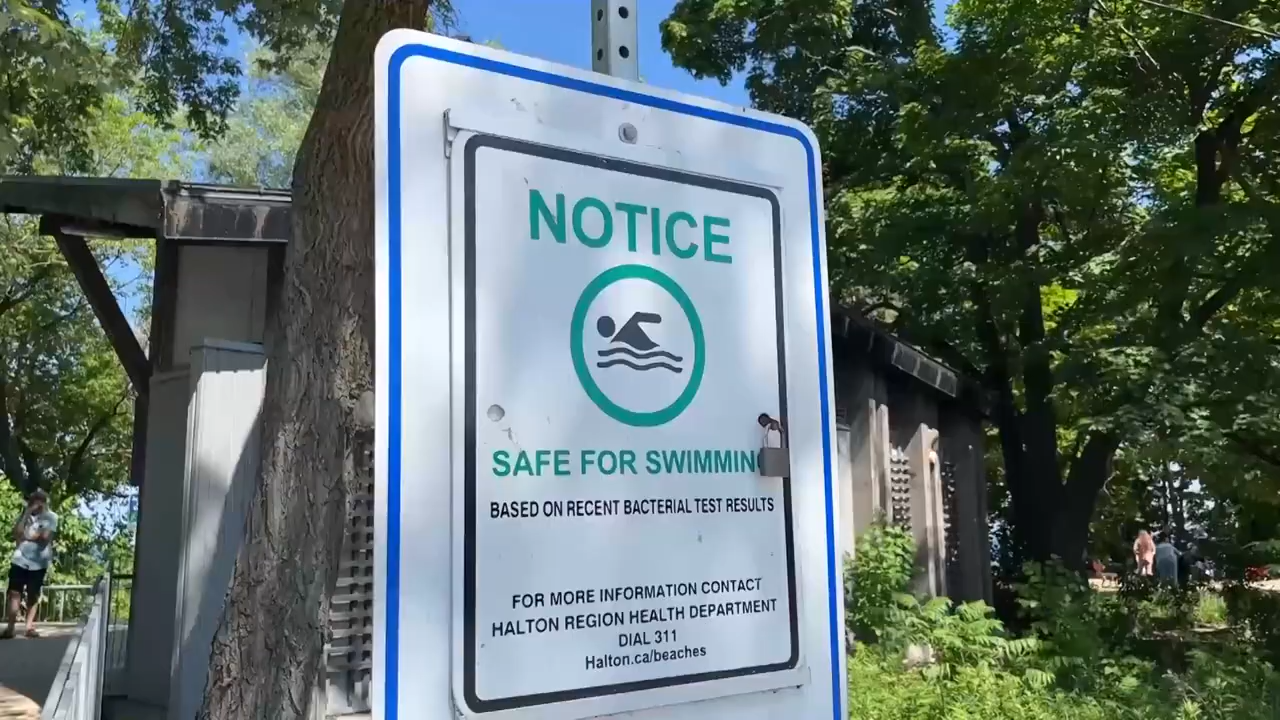 NOTICE
SAFE FOR SWIMMING
BASED ON RECENT BACTERIAL TEST RESULTS
FOR MORE INFORMATION CONTACT
HALTON REGION HEALTH DEPARTMENT
DIAL 311
Halton.ca/beaches